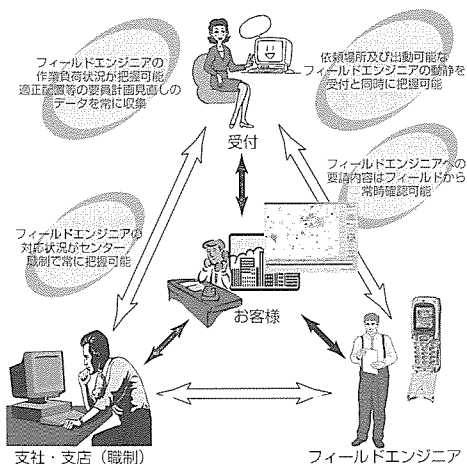 フィールドエンジニアの
作業負荷状況が把握可能
適正配置等の要員計画見直しの
データを常に収集
依頼場所及び出動可能な
フィールドエンジニアの動静を
受付と同時に把握可能
受付
フィールドエンジニアへの
要請内容はフィールドから
常時確認可能
フィールドエンジニアの
対応状況がセンター、
職制で常に把握可能
お客様
支社・支店（職制）
フィールドエンジニア